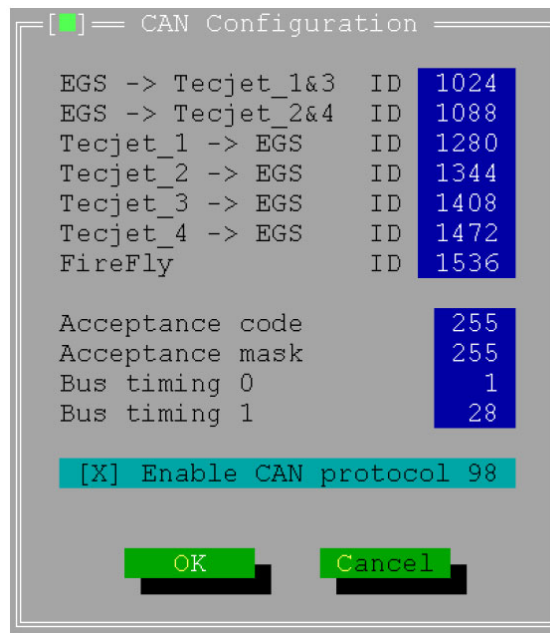 [■] CAN Configuration
EGS -> Tecjet_1&3 ID 1024
EGS -> Tecjet_2&4 ID 1088
Tecjet_1 -> EGS ID 1280
Tecjet_2 -> EGS ID 1344
Tecjet_3 -> EGS ID 1408
Tecjet_4 -> EGS ID 1472
FireFly ID 1536
Acceptance code 255
Acceptance mask 255
Bus timing 0 1
Bus timing 1 28
[X] Enable CAN protocol 98
OK Cancel